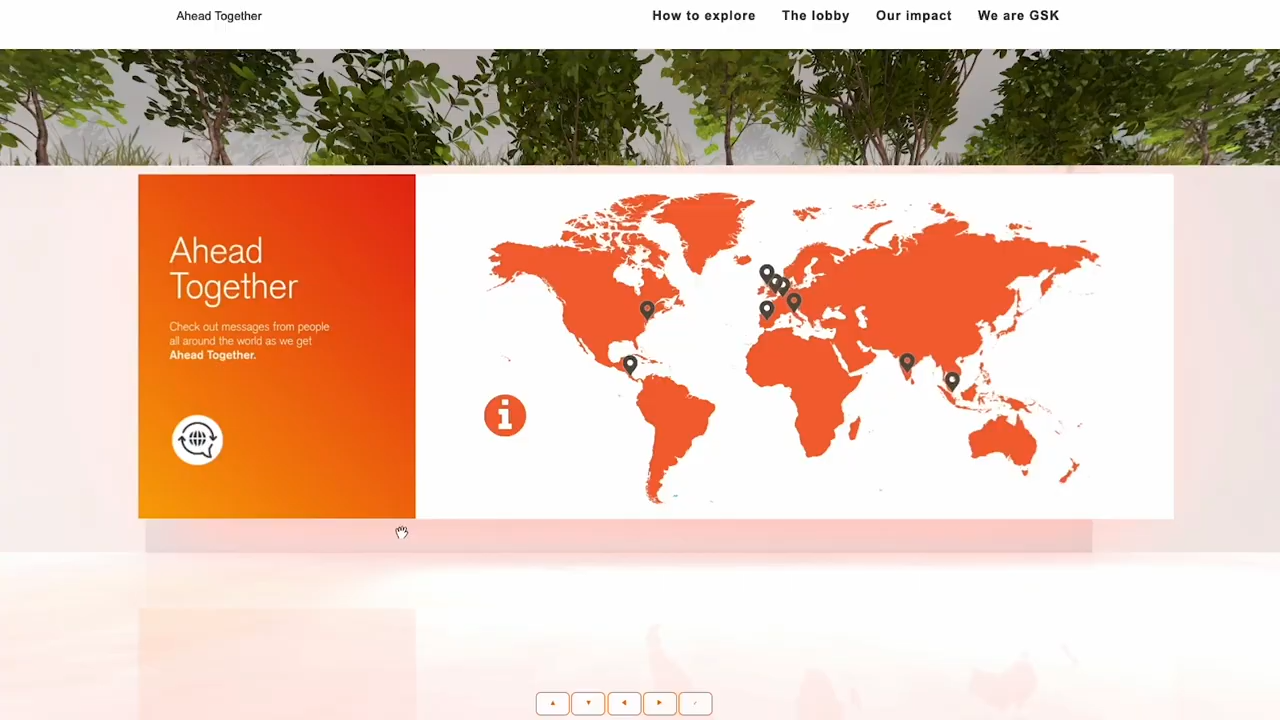 Ahead Together
How to explore
The lobby
Our impact
We are GSK
Ahead
Together
Check out messages from people
all around the world as we get
Ahead Together.
i